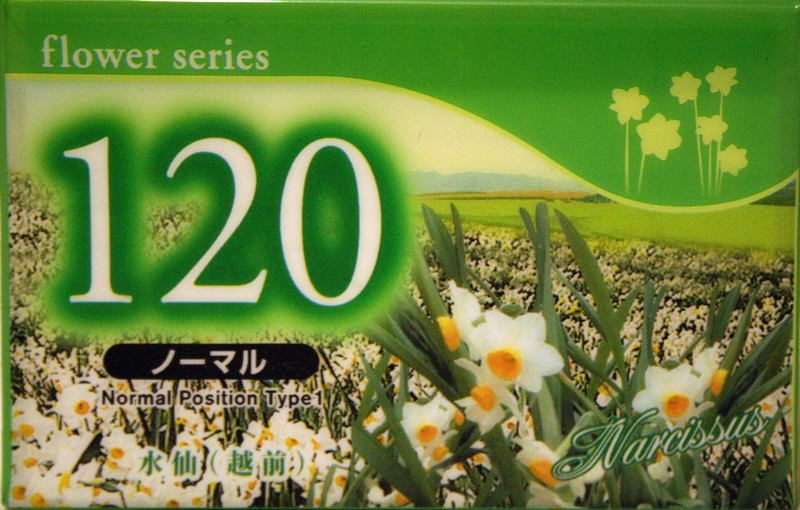 flower series
120
ノーマル
Normal Position Type1
水仙(越前)
Narcissus